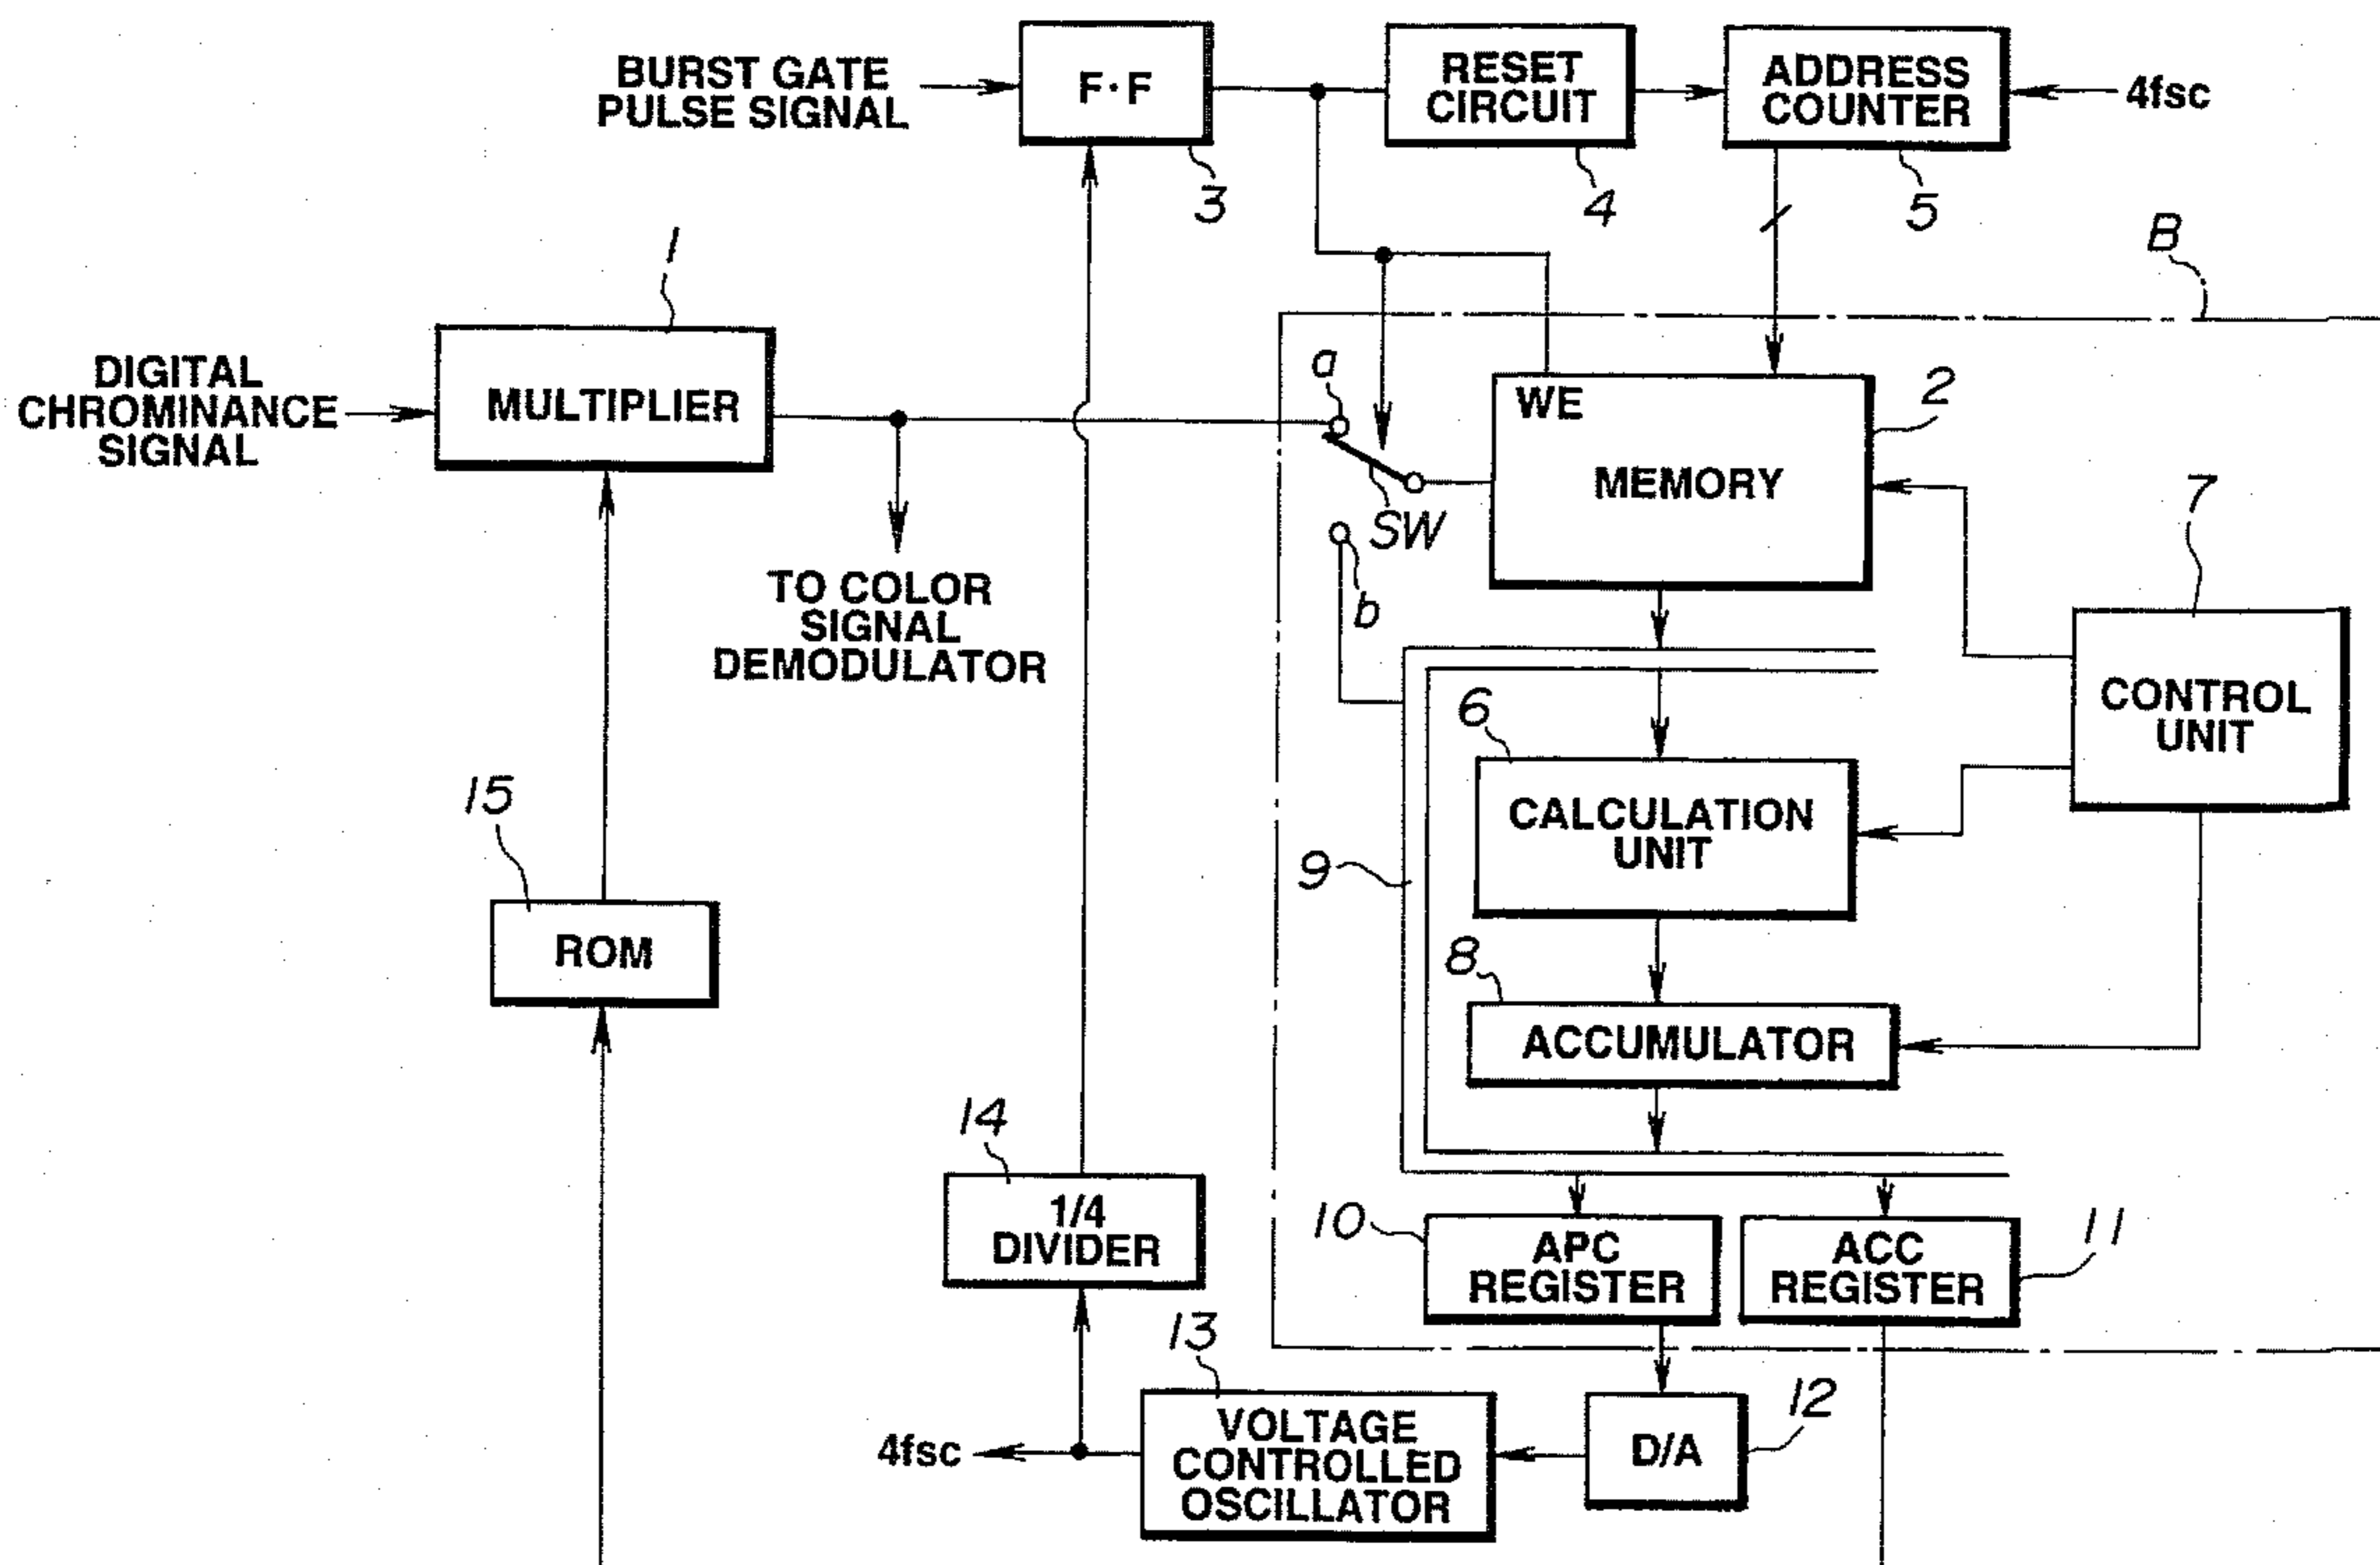 BURST GATE
PULSE SIGNAL
F·F
3
RESET
CIRCUIT
4
ADDRESS
COUNTER
5
4fsc
B
1
DIGITAL
CHROMINANCE
SIGNAL
MULTIPLIER
a
SW
b
WE
MEMORY
2
TO COLOR
SIGNAL
DEMODULATOR
7
CONTROL
UNIT
6
CALCULATION
UNIT
9
15
ROM
8
ACCUMULATOR
14
1/4
DIVIDER
10
APC
REGISTER
ACC
REGISTER
11
13
4fsc
VOLTAGE
CONTROLLED
OSCILLATOR
D/A
12